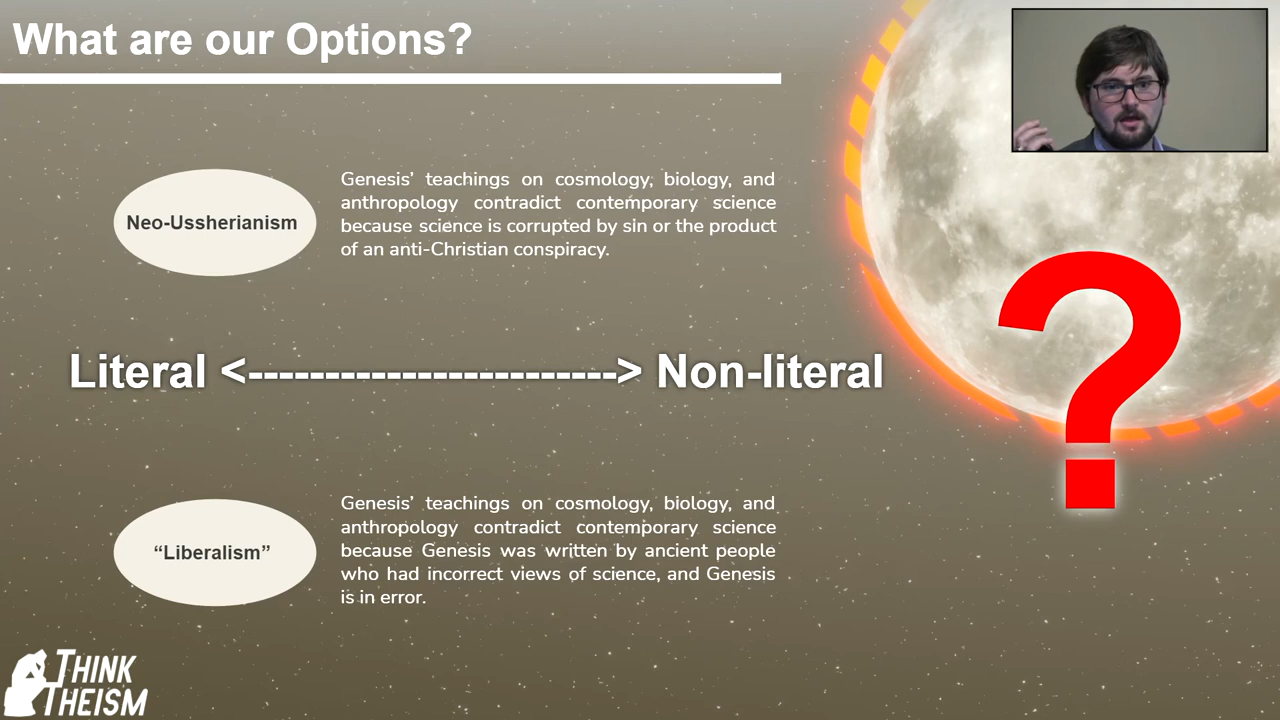 What are our Options?
Neo-Ussherianism
Genesis’ teachings on cosmology, biology, and
anthropology contradict contemporary science
because science is corrupted by sin or the product
of an anti-Christian conspiracy.
Literal <------------------------> Non-literal
?
“Liberalism”
Genesis’ teachings on cosmology, biology, and
anthropology contradict contemporary science
because Genesis was written by ancient people
who had incorrect views of science, and Genesis
is in error.
THINK
THEISM